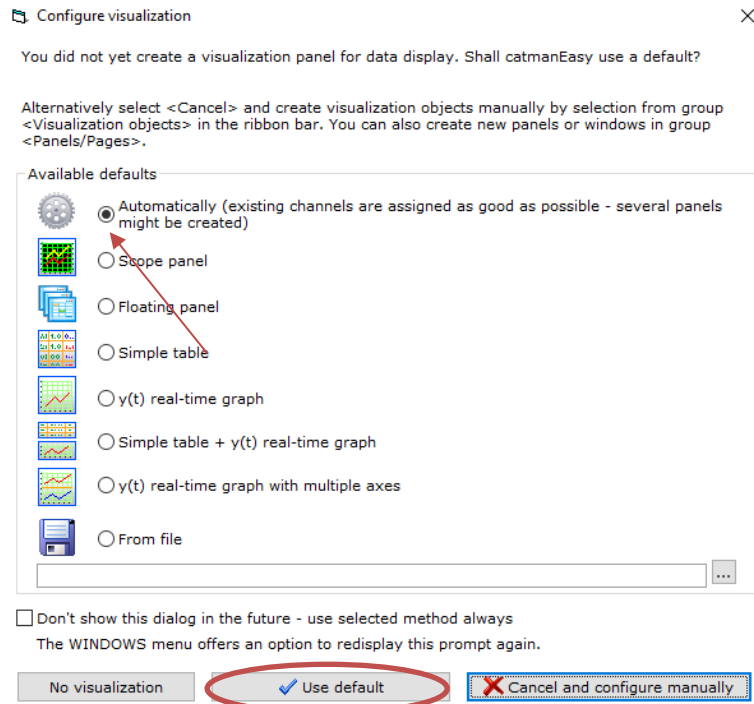 Configure visualization
You did not yet create a visualization panel for data display. Shall catmanEasy use a default?
Alternatively select <Cancel> and create visualization objects manually by selection from group
<Visualization objects> in the ribbon bar. You can also create new panels or windows in group
<Panels/Pages>.
Available defaults
Automatically (existing channels are assigned as good as possible - several panels
might be created)
Scope panel
Floating panel
Simple table
y(t) real-time graph
Simple table + y(t) real-time graph
y(t) real-time graph with multiple axes
From file
...
Don't show this dialog in the future - use selected method always
The WINDOWS menu offers an option to redisplay this prompt again.
No visualization
Use default
Cancel and configure manually